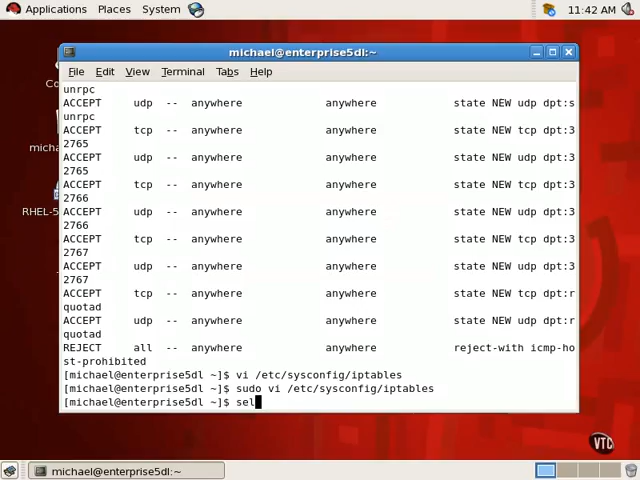 Applications Places System
11:42 AM
michael@enterprise5dl:~
File Edit View Terminal Tabs Help
unrpc
ACCEPT udp -- anywhere anywhere state NEW udp dpt:s
unrpc
ACCEPT tcp -- anywhere anywhere state NEW tcp dpt:3
2765
ACCEPT udp -- anywhere anywhere state NEW udp dpt:3
2765
ACCEPT tcp -- anywhere anywhere state NEW tcp dpt:3
2766
ACCEPT udp -- anywhere anywhere state NEW udp dpt:3
2766
ACCEPT tcp -- anywhere anywhere state NEW tcp dpt:3
2767
ACCEPT udp -- anywhere anywhere state NEW udp dpt:3
2767
ACCEPT tcp -- anywhere anywhere state NEW tcp dpt:r
quotad
ACCEPT udp -- anywhere anywhere state NEW udp dpt:r
quotad
REJECT all -- anywhere anywhere reject-with icmp-ho
st-prohibited
[michael@enterprise5dl ~]$ vi /etc/sysconfig/iptables
[michael@enterprise5dl ~]$ sudo vi /etc/sysconfig/iptables
[michael@enterprise5dl ~]$ sel
Co
micha
RHEL-5
VTC
michael@enterprise5dl:~